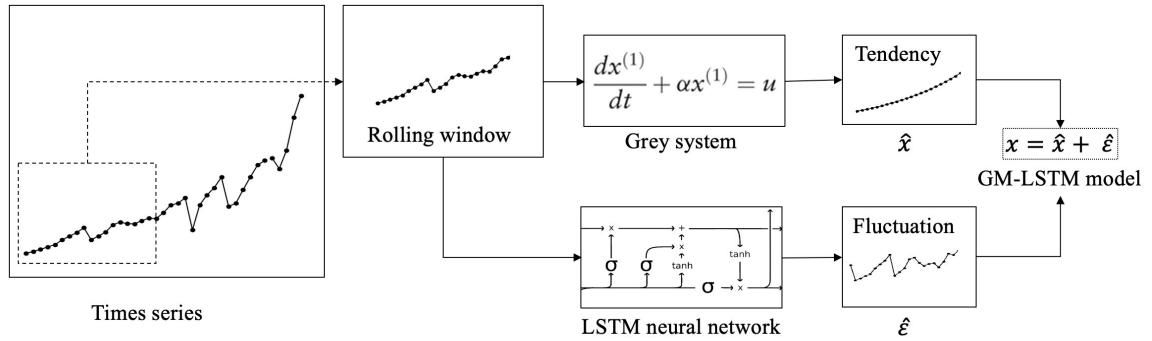 Times series
Rolling window
dx^(1)/dt + αx^(1) = u
Grey system
Tendency
x̂
x = x̂ + ε̂
GM-LSTM model
x +
x
σ σ tanh tanh
σ x
LSTM neural network
Fluctuation
ε̂